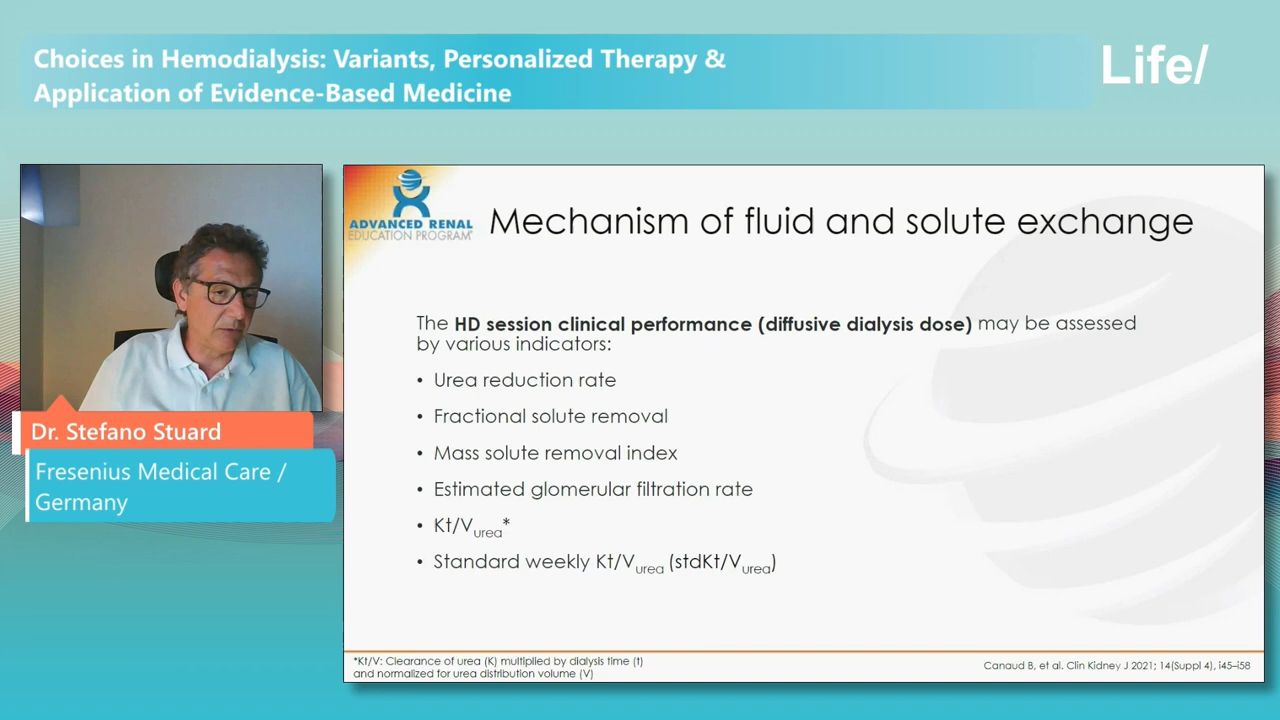 Choices in Hemodialysis: Variants, Personalized Therapy &
Application of Evidence-Based Medicine
Life/
Dr. Stefano Stuard
Fresenius Medical Care /
Germany
ADVANCED RENAL
EDUCATION PROGRAM
Mechanism of fluid and solute exchange
The HD session clinical performance (diffusive dialysis dose) may be assessed
by various indicators:
• Urea reduction rate
• Fractional solute removal
• Mass solute removal index
• Estimated glomerular filtration rate
• Kt/Vurea*
• Standard weekly Kt/Vurea (stdKt/Vurea)
*Kt/V: Clearance of urea (K) multiplied by dialysis time (t)
and normalized for urea distribution volume (V)
Canaud B, et al. Clin Kidney J 2021; 14(Suppl 4), i45–i58